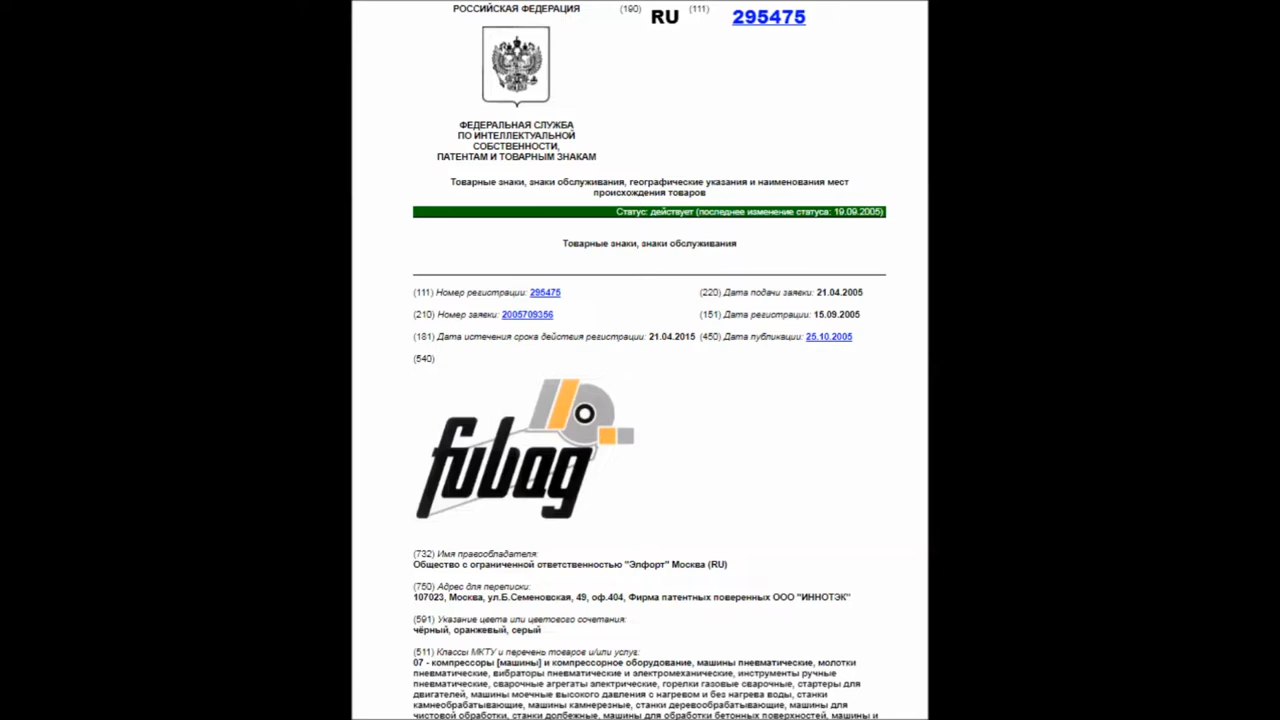 РОССИЙСКАЯ ФЕДЕРАЦИЯ
(190) RU (111) 295475
ФЕДЕРАЛЬНАЯ СЛУЖБА
ПО ИНТЕЛЛЕКТУАЛЬНОЙ
СОБСТВЕННОСТИ,
ПАТЕНТАМ И ТОВАРНЫМ ЗНАКАМ
Товарные знаки, знаки обслуживания, географические указания и наименования мест
происхождения товаров
Статус: действует (последнее изменение статуса: 19.09.2005)
Товарные знаки, знаки обслуживания
(111) Номер регистрации: 295475 (220) Дата подачи заявки: 21.04.2005
(210) Номер заявки: 2005709356 (151) Дата регистрации: 15.09.2005
(181) Дата истечения срока действия регистрации: 21.04.2015 (450) Дата публикации: 25.10.2005
(540)
fubag
(732) Имя правообладателя:
Общество с ограниченной ответственностью "Элфорт" Москва (RU)
(750) Адрес для переписки:
107023, Москва, ул.Б.Семеновская, 49, оф.404, Фирма патентных поверенных ООО "ИННОТЭК"
(591) Указание цвета или цветового сочетания:
чёрный, оранжевый, серый
(511) Классы МКТУ и перечень товаров и/или услуг:
07 - компрессоры [машины] и компрессорное оборудование, машины пневматические, молотки
пневматические, вибраторы пневматические и электромеханические, инструменты ручные
пневматические, сварочные агрегаты электрические, горелки газовые сварочные, стартеры для
двигателей, машины моечные высокого давления с нагревом и без нагрева воды, станки
камнеобрабатывающие, машины камнерезные, станки деревообрабатывающие, машины для
чистовой обработки, станки долбежные, машины для обработки бетонных поверхностей, машины и